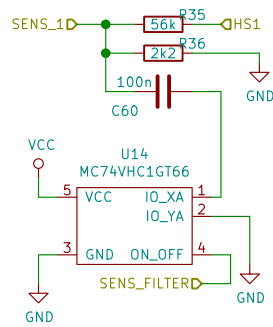 R35
SENS_1 56k HS1
R36
2k2
100n
GND
C60
VCC
U14
MC74VHC1GT66
5 VCC IO_XA 1
IO_YA 2
3 GND ON_OFF 4
SENS_FILTER
GND
GND